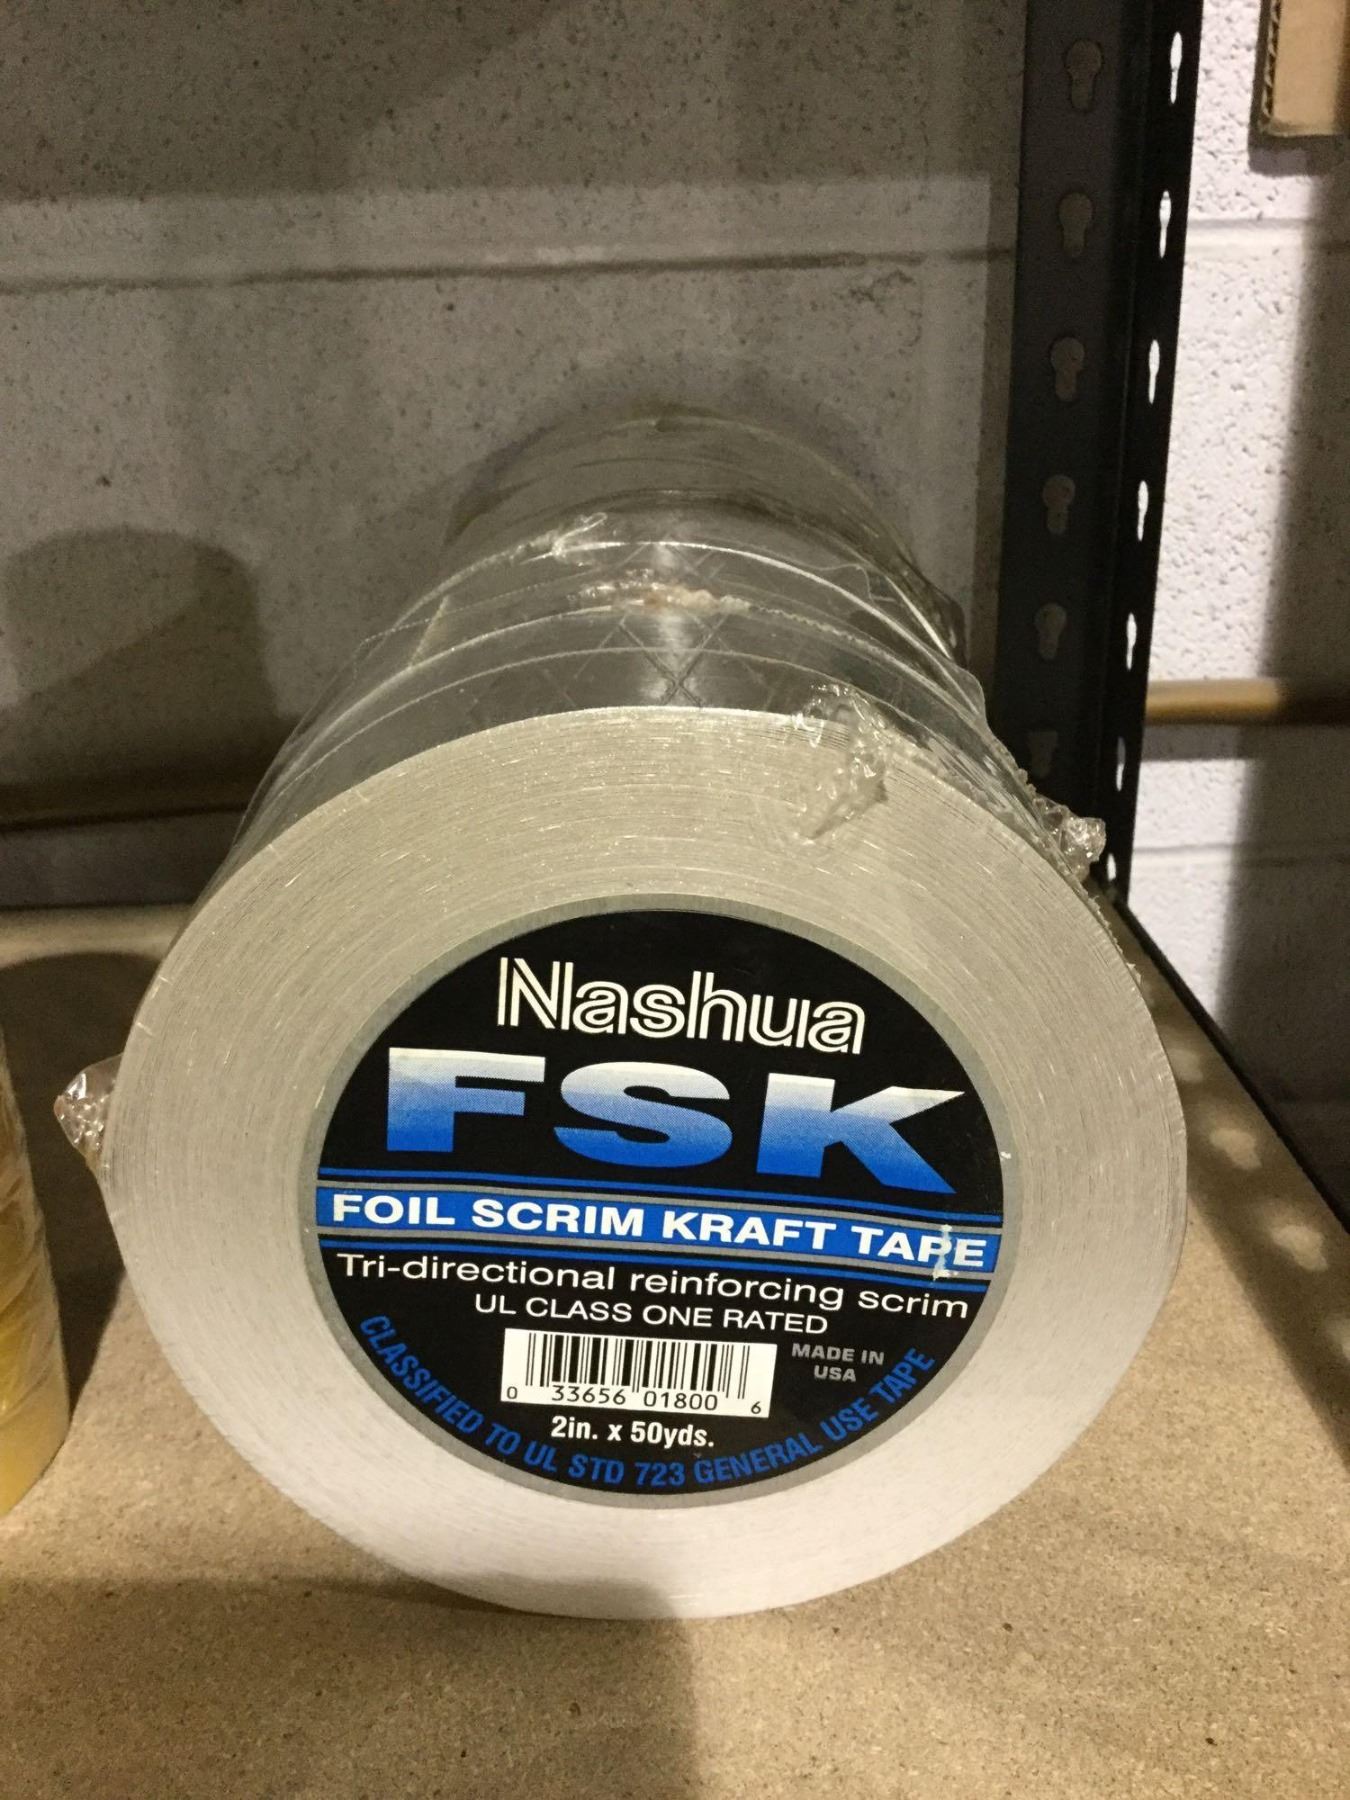 Nashua
FSK
FOIL SCRIM KRAFT TAPE
Tri-directional reinforcing scrim
UL CLASS ONE RATED
MADE IN
USA
0 33656 01800 6
2in. x 50yds.
CLASSIFIED TO UL STD 723 GENERAL USE TAPE